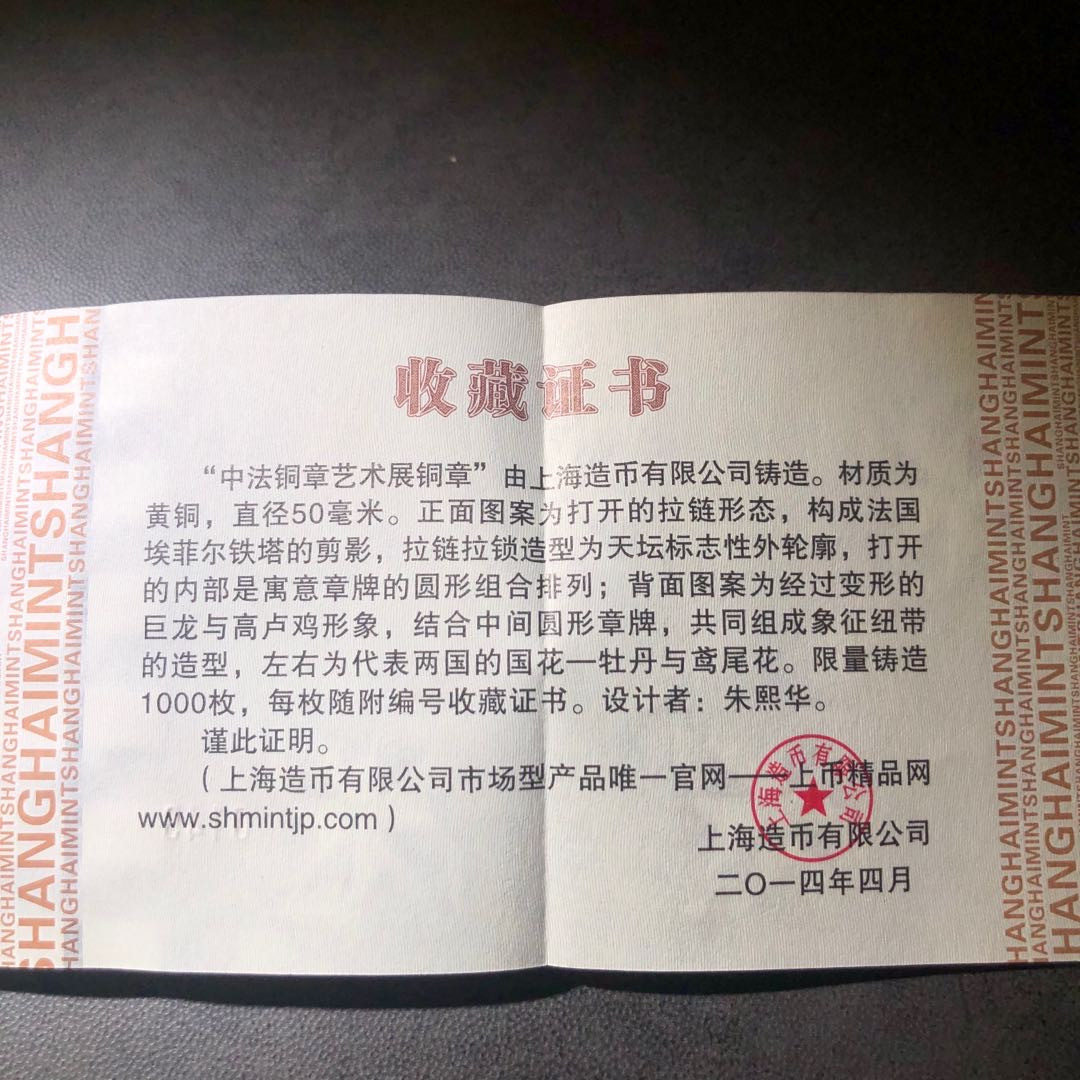 收藏证书
“中法铜章艺术展铜章”由上海造币有限公司铸造。材质为
黄铜，直径50毫米。正面图案为打开的拉链形态，构成法国
埃菲尔铁塔的剪影，拉链拉锁造型为天坛标志性外轮廓，打开
的内部是寓意章牌的圆形组合排列；背面图案为经过变形的
巨龙与高卢鸡形象，结合中间圆形章牌，共同组成象征纽带
的造型，左右为代表两国的国花—牡丹与鸢尾花。限量铸造
1000枚，每枚随附编号收藏证书。设计者：朱熙华。
谨此证明。
（上海造币有限公司市场型产品唯一官网——上币精品网
www.shmintjp.com）
上海造币有限公司
上海造币有限公司
二〇一四年四月
SHANGHAIMINTSHANGH
SHANGHAIMINTSHANGHAIMINTSHANGHAIMINT